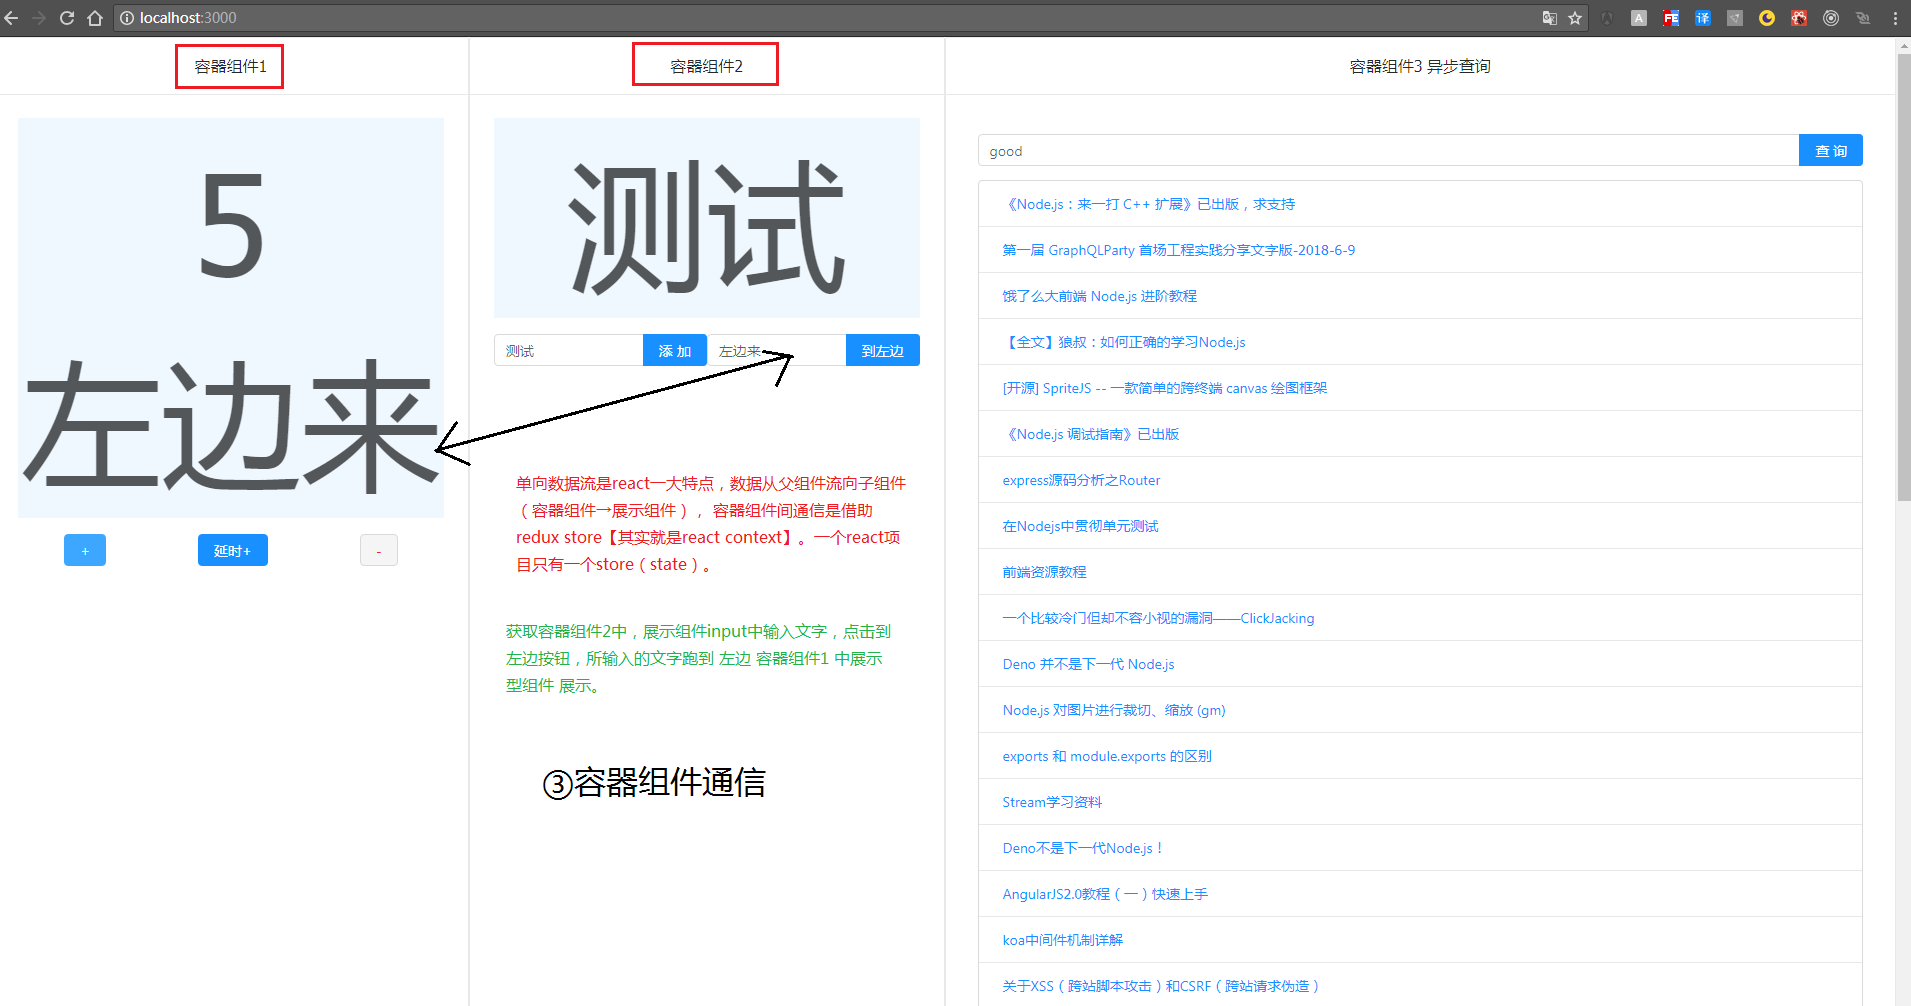 localhost:3000
容器组件1
容器组件2
容器组件3 异步查询
5
左边来
+
延时+
-
测试
测试
添 加
左边来
到左边
单向数据流是react一大特点，数据从父组件流向子组件
（容器组件→展示组件），容器组件间通信是借助
redux store【其实就是react context】。一个react项
目只有一个store（state）。
获取容器组件2中，展示组件input中输入文字，点击到
左边按钮，所输入的文字跑到 左边 容器组件1 中展示
型组件 展示。
③容器组件通信
good
查 询
《Node.js：来一打 C++ 扩展》已出版，求支持
第一届 GraphQLParty 首场工程实践分享文字版-2018-6-9
饿了么大前端 Node.js 进阶教程
【全文】狼叔：如何正确的学习Node.js
[开源] SpriteJS -- 一款简单的跨终端 canvas 绘图框架
《Node.js 调试指南》已出版
express源码分析之Router
在Nodejs中贯彻单元测试
前端资源教程
一个比较冷门但却不容小视的漏洞——ClickJacking
Deno 并不是下一代 Node.js
Node.js 对图片进行裁切、缩放 (gm)
exports 和 module.exports 的区别
Stream学习资料
Deno不是下一代Node.js！
AngularJS2.0教程（一）快速上手
koa中间件机制详解
关于XSS（跨站脚本攻击）和CSRF（跨站请求伪造）